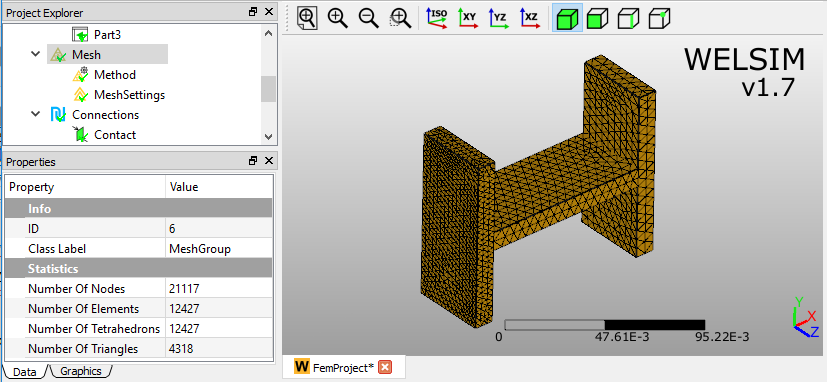 Project Explorer
Part3
Mesh
Method
MeshSettings
Connections
Contact
Properties
Property Value
Info
ID 6
Class Label MeshGroup
Statistics
Number Of Nodes 21117
Number Of Elements 12427
Number Of Tetrahedrons 12427
Number Of Triangles 4318
Data Graphics
ISO XY YZ XZ
WELSIM
v1.7
0 47.61E-3 95.22E-3
Y
X
Z
W FemProject*